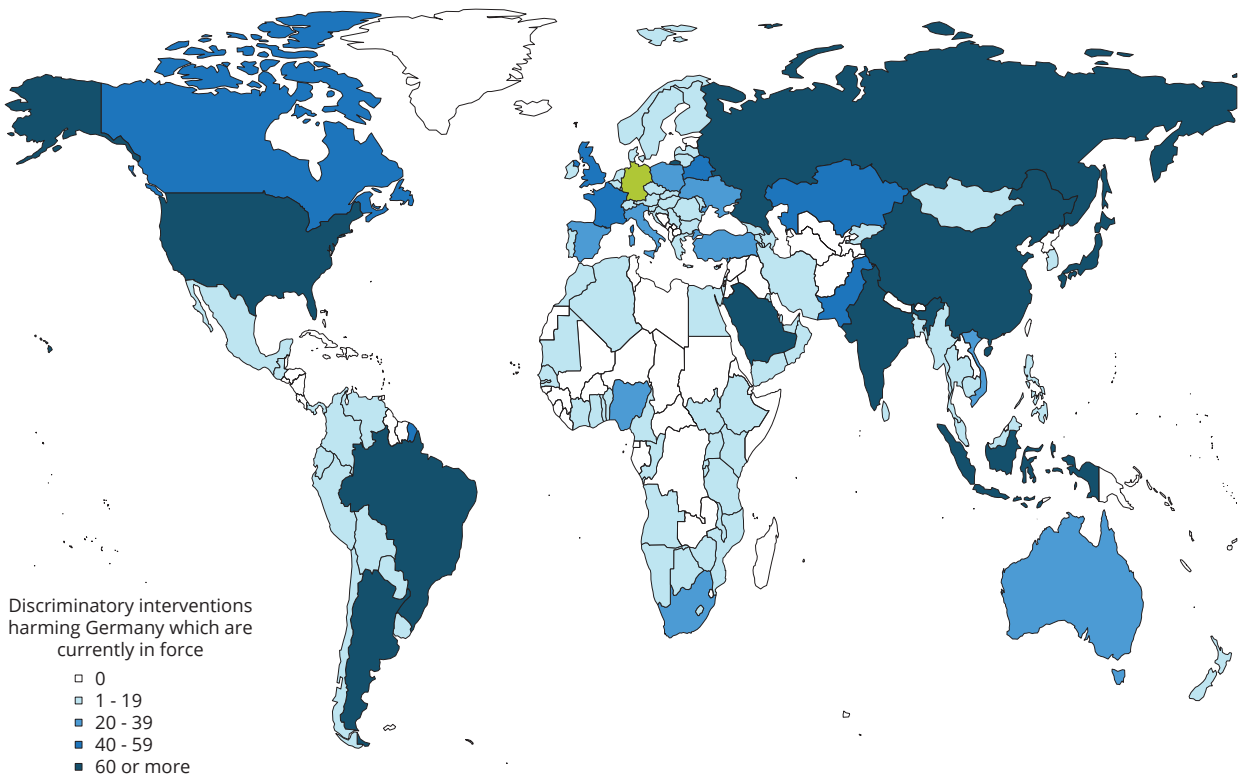 Discriminatory interventions
harming Germany which are
currently in force
0
1 - 19
20 - 39
40 - 59
60 or more